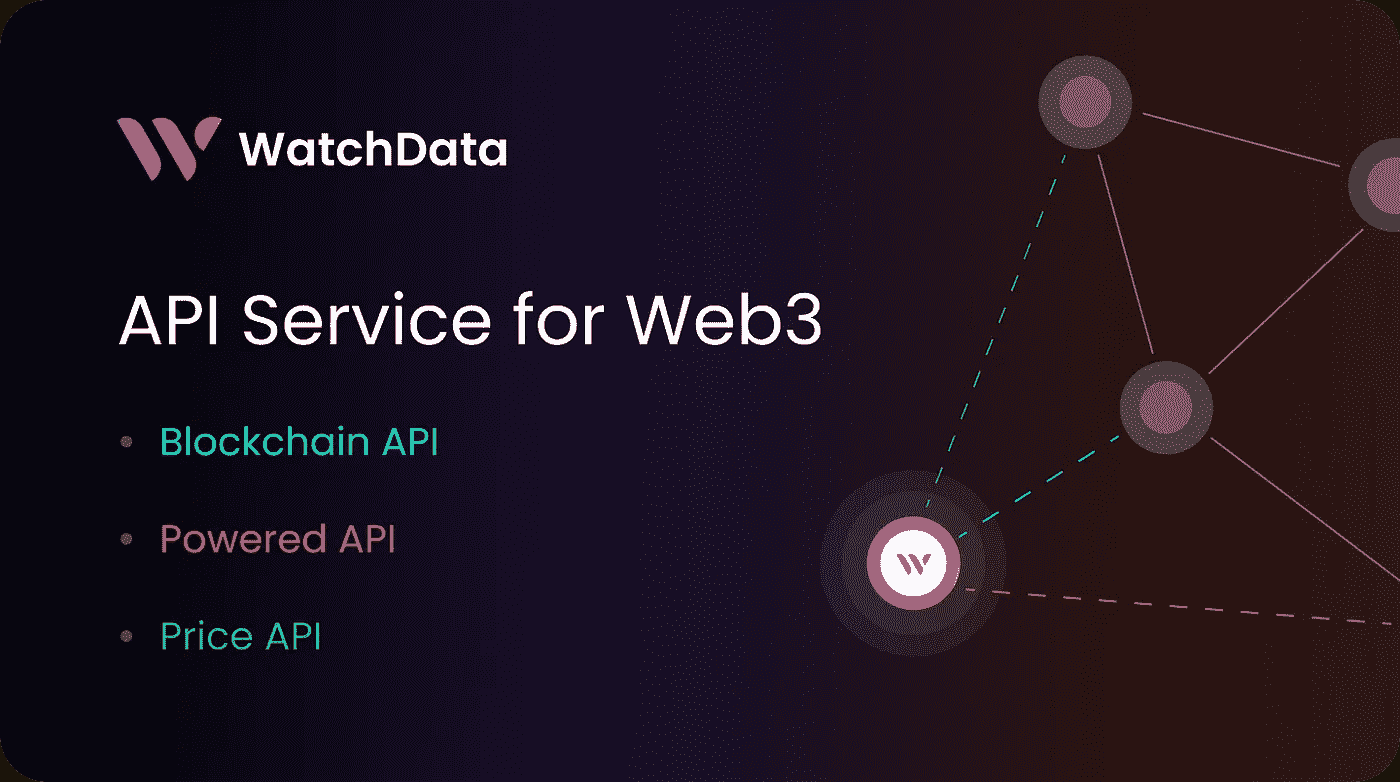 WatchData
API Service for Web3
Blockchain API
Powered API
Price API